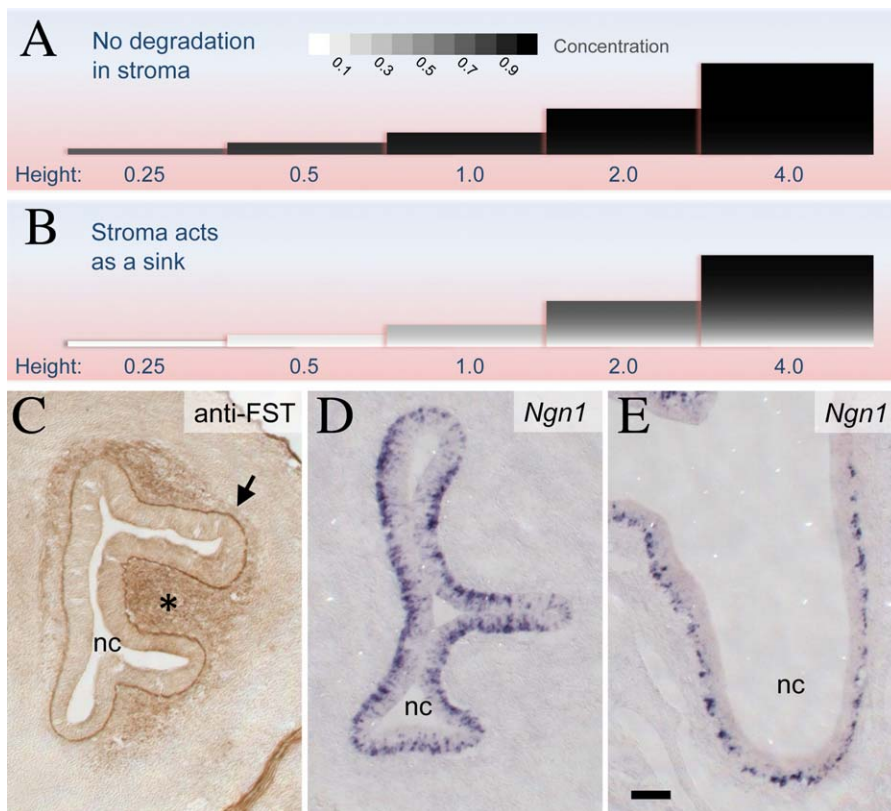 A
No degradation
in stroma
Concentration
0.1 0.3 0.5 0.7 0.9
Height: 0.25 0.5 1.0 2.0 4.0
B
Stroma acts
as a sink
Height: 0.25 0.5 1.0 2.0 4.0
C
anti-FST
*
nc
D
Ngn1
nc
E
Ngn1
nc